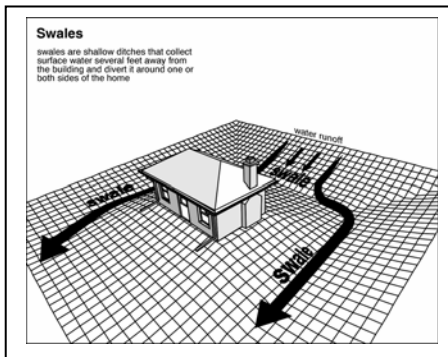 Swales
swales are shallow ditches that collect
surface water several feet away from
the building and divert it around one or
both sides of the home
water runoff
swale
swale
Swale